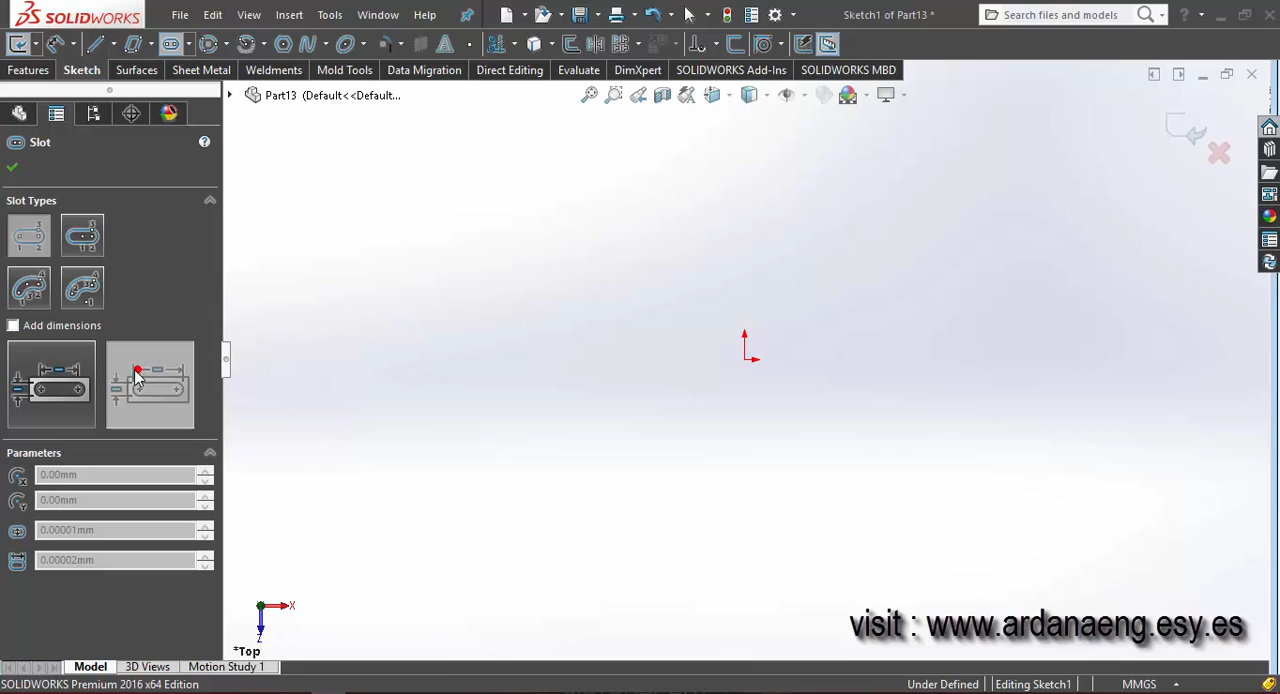 SOLIDWORKS File Edit View Insert Tools Window Help Sketch1 of Part13 * Search files and models ?
Features Sketch Surfaces Sheet Metal Weldments Mold Tools Data Migration Direct Editing Evaluate DimXpert SOLIDWORKS Add-Ins SOLIDWORKS MBD
Part13 (Default<<Default...
Slot ?
Slot Types
Add dimensions
Parameters
0.00mm
0.00mm
0.00001mm
0.00002mm
X
Z
*Top
visit : www.ardanaeng.esy.es
Model 3D Views Motion Study 1
SOLIDWORKS Premium 2016 x64 Edition Under Defined Editing Sketch1 MMGS